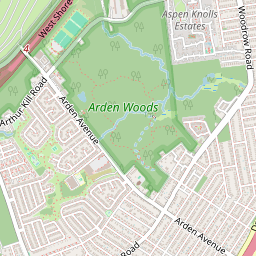 Aspen Knolls
Estates
Woodrow Road
West Shore
Arthur Kill Road
Arden Avenue
Arden Woods
Arden Avenue
Road